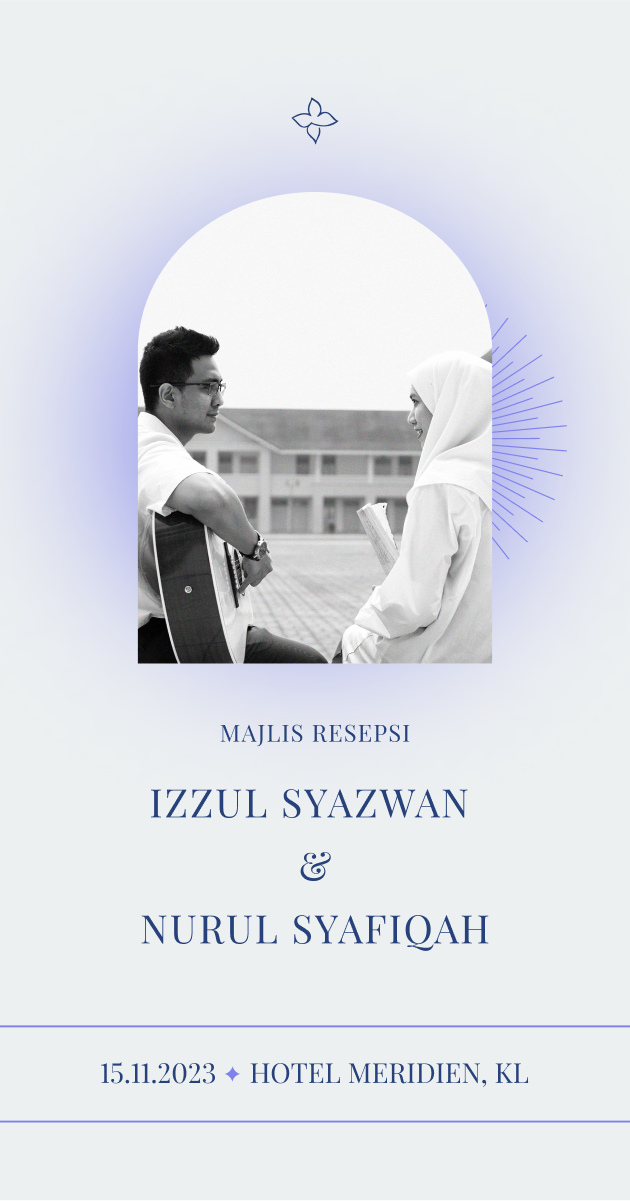 MAJLIS RESEPSI
IZZUL SYAZWAN
&
NURUL SYAFIQAH
15.11.2023 ✦ HOTEL MERIDIEN, KL